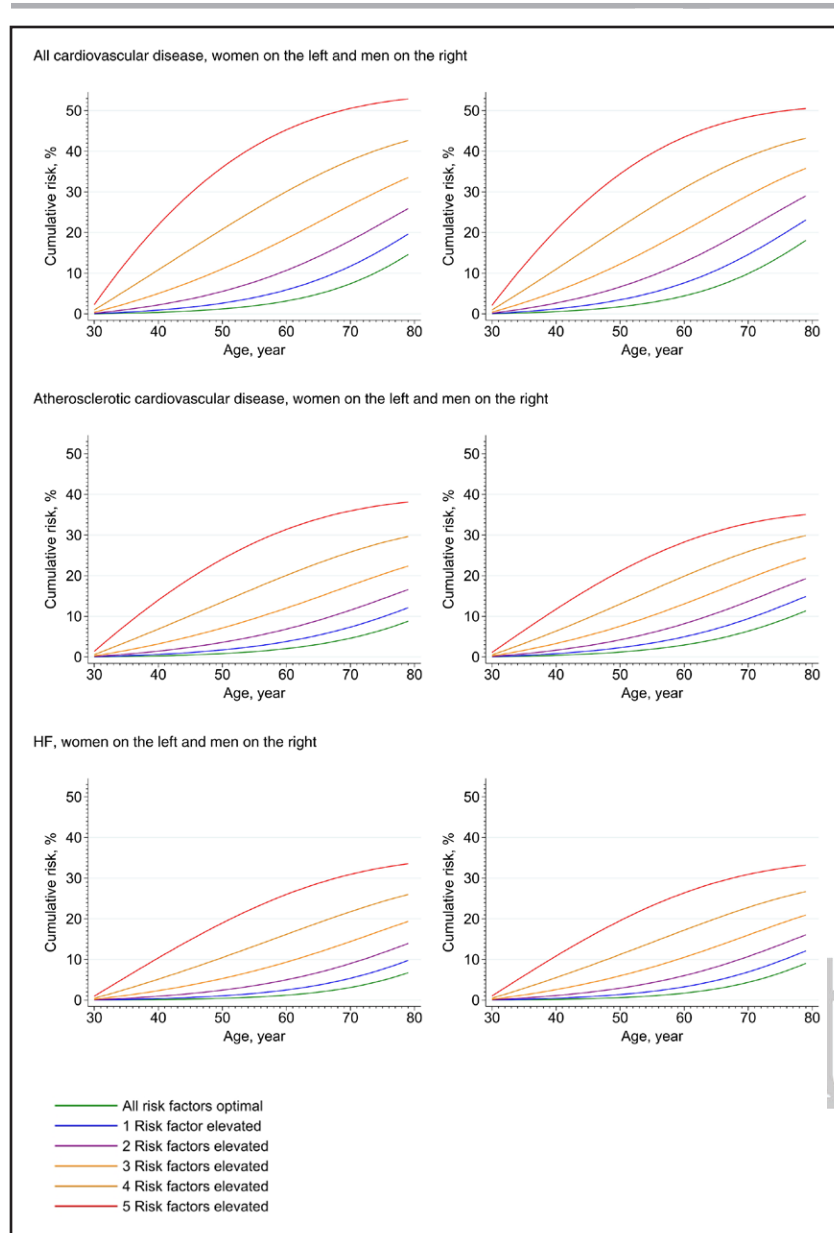 All cardiovascular disease, women on the left and men on the right
50
40
30
20
10
0
Cumulative risk, %
30 40 50 60 70 80
Age, year
50
40
30
20
10
0
Cumulative risk, %
30 40 50 60 70 80
Age, year
Atherosclerotic cardiovascular disease, women on the left and men on the right
50
40
30
20
10
0
Cumulative risk, %
30 40 50 60 70 80
Age, year
50
40
30
20
10
0
Cumulative risk, %
30 40 50 60 70 80
Age, year
HF, women on the left and men on the right
50
40
30
20
10
0
Cumulative risk, %
30 40 50 60 70 80
Age, year
50
40
30
20
10
0
Cumulative risk, %
30 40 50 60 70 80
Age, year
All risk factors optimal
1 Risk factor elevated
2 Risk factors elevated
3 Risk factors elevated
4 Risk factors elevated
5 Risk factors elevated